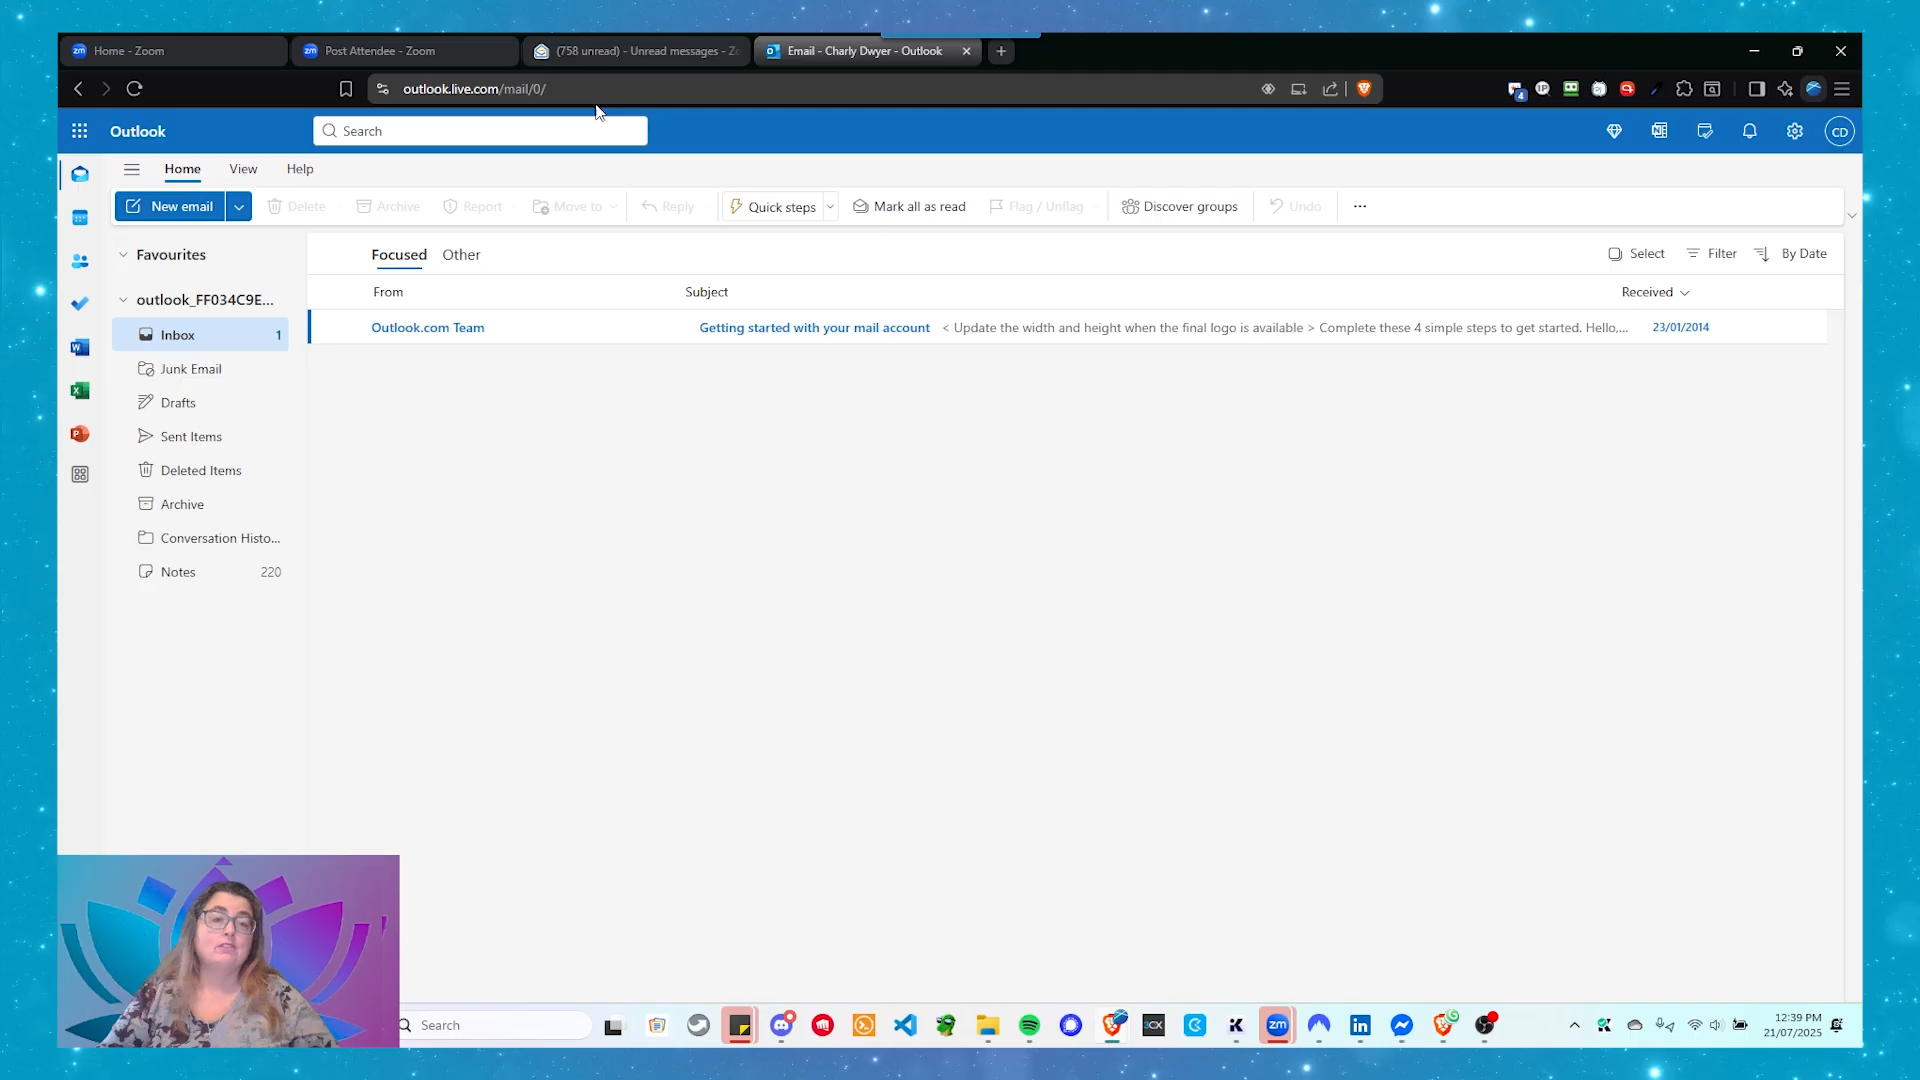 Home - Zoom
Post Attendee - Zoom
(758 unread) - Unread messages - Zo
Email - Charly Dwyer - Outlook
outlook.live.com/mail/0/
4
Outlook
Search
CD
Home
View
Help
New email
Delete
Archive
Report
Move to
Reply
Quick steps
Mark all as read
Flag / Unflag
Discover groups
Undo
Favourites
Focused
Other
Select
Filter
By Date
From
Subject
Received
outlook_FF034C9E...
Outlook.com Team
Getting started with your mail account
< Update the width and height when the final logo is available > Complete these 4 simple steps to get started. Hello,...
23/01/2014
Inbox
1
Junk Email
Drafts
Sent Items
Deleted Items
Archive
Conversation Histo...
Notes
220
Search
3CX
zm
12:39 PM
21/07/2025